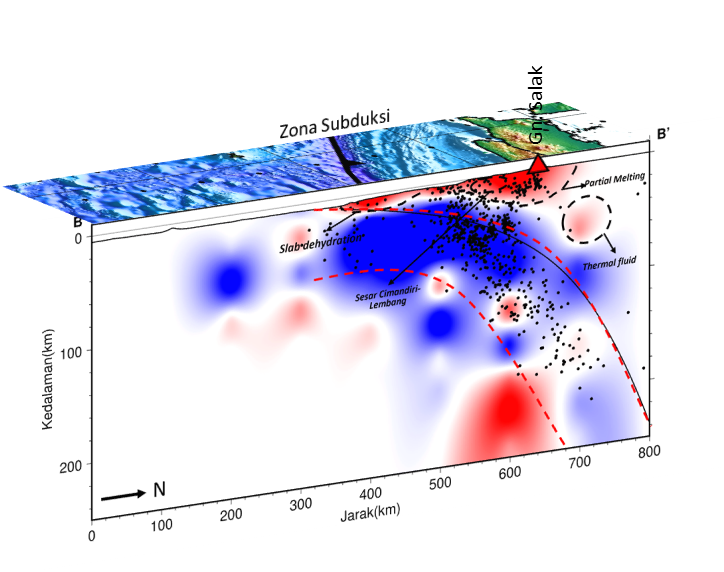 Gn. Salak
Zona Subduksi
B'
B
Partial Melting
Slab dehydration
Thermal fluid
Sesar Cimandiri-
Lembang
0
100
200
Kedalaman(km)
N
0
100
200
300
400
500
600
700
800
Jarak(km)